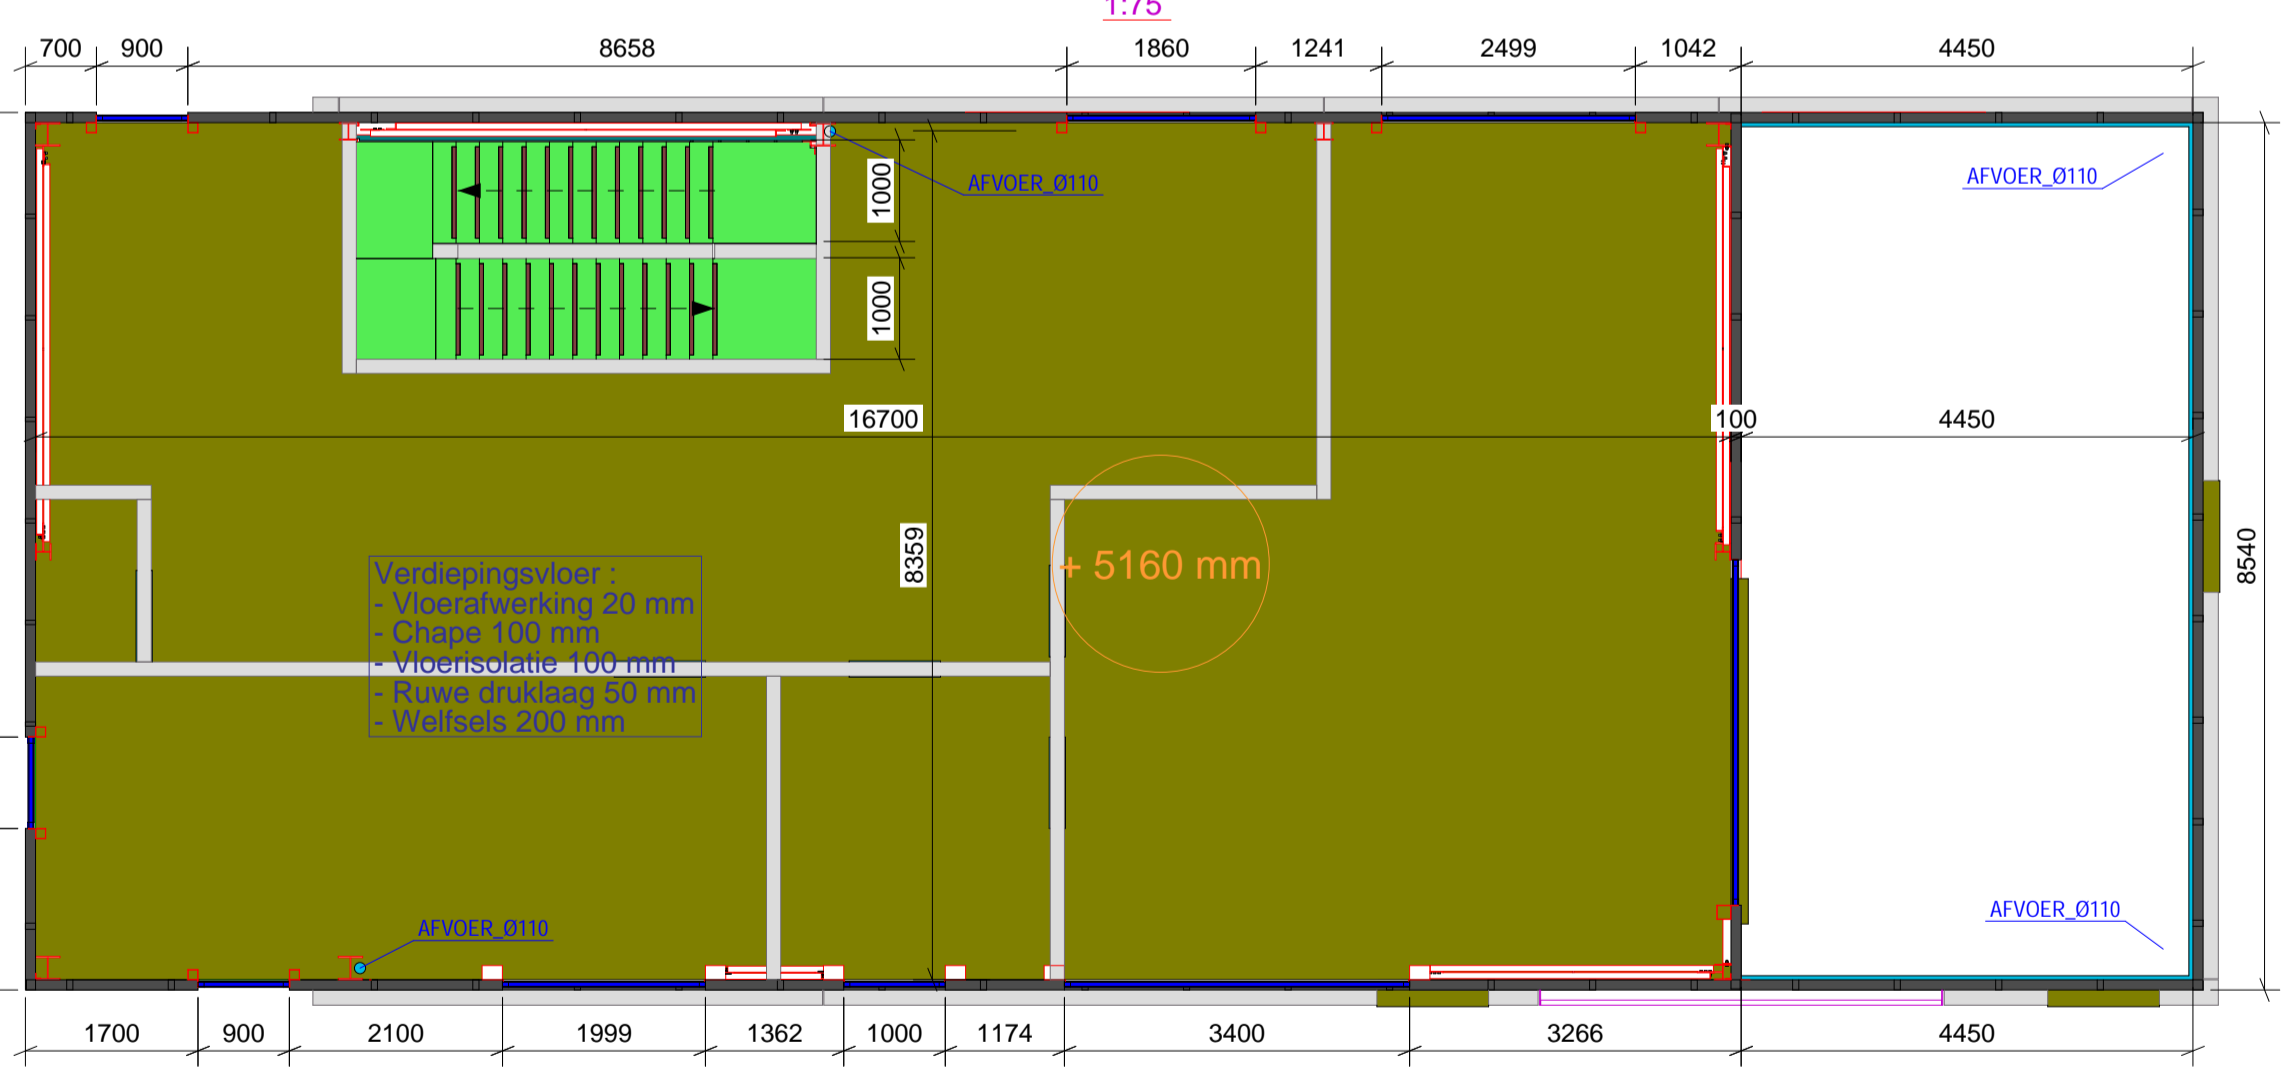 1:75
700 900 8658 1860 1241 2499 1042 4450
AFVOER_Ø110
AFVOER_Ø110
1000
1000
16700 100 4450
8359
8540
+ 5160 mm
Verdiepingsvloer :
- Vloerafwerking 20 mm
- Chape 100 mm
- Vloerisolatie 100 mm
- Ruwe druklaag 50 mm
- Welfsels 200 mm
AFVOER_Ø110
AFVOER_Ø110
1700 900 2100 1999 1362 1000 1174 3400 3266 4450